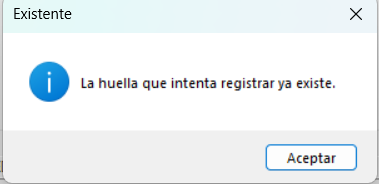 Existente
La huella que intenta registrar ya existe.
Aceptar